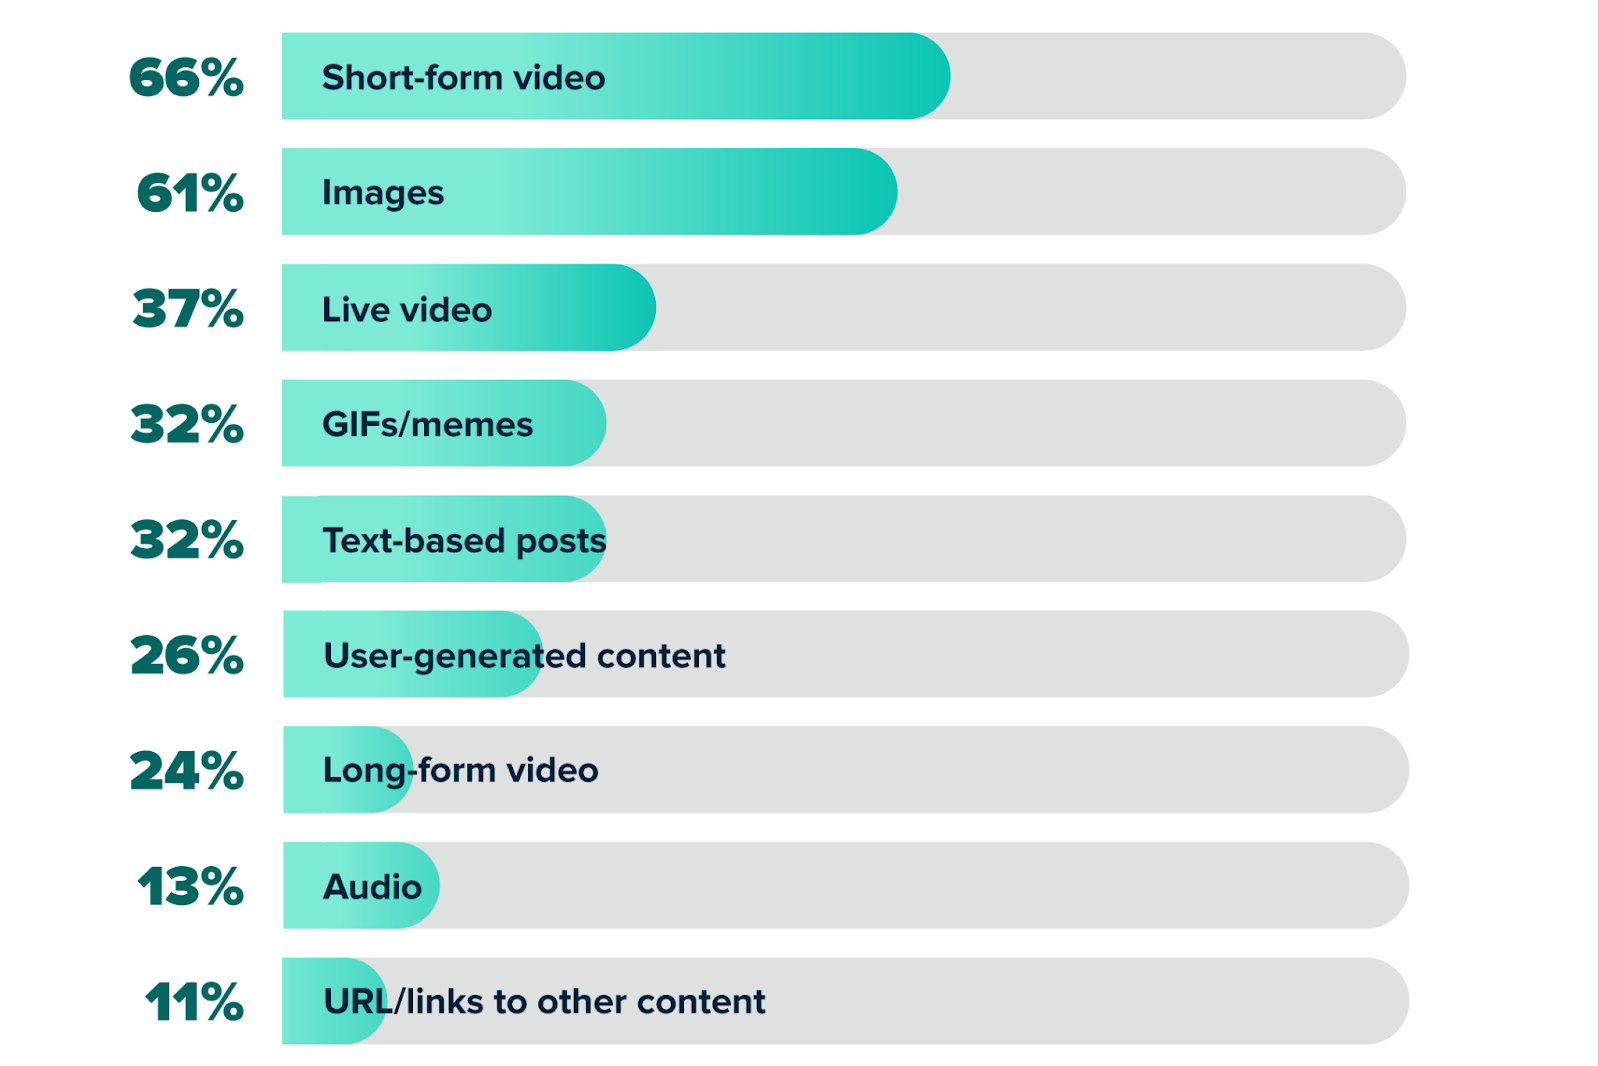 66% Short-form video
61% Images
37% Live video
32% GIFs/memes
32% Text-based posts
26% User-generated content
24% Long-form video
13% Audio
11% URL/links to other content